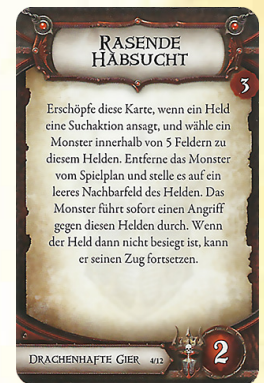 RASENDE
HABSUCHT
3
Erschöpfe diese Karte, wenn ein Held
eine Suchaktion ansagt, und wähle ein
Monster innerhalb von 5 Feldern zu
diesem Helden. Entferne das Monster
vom Spielplan und stelle es auf ein
leeres Nachbarfeld des Helden. Das
Monster führt sofort einen Angriff
gegen diesen Helden durch. Wenn
der Held dann nicht besiegt ist, kann
er seinen Zug fortsetzen.
DRACHENHAFTE GIER 4/12
2